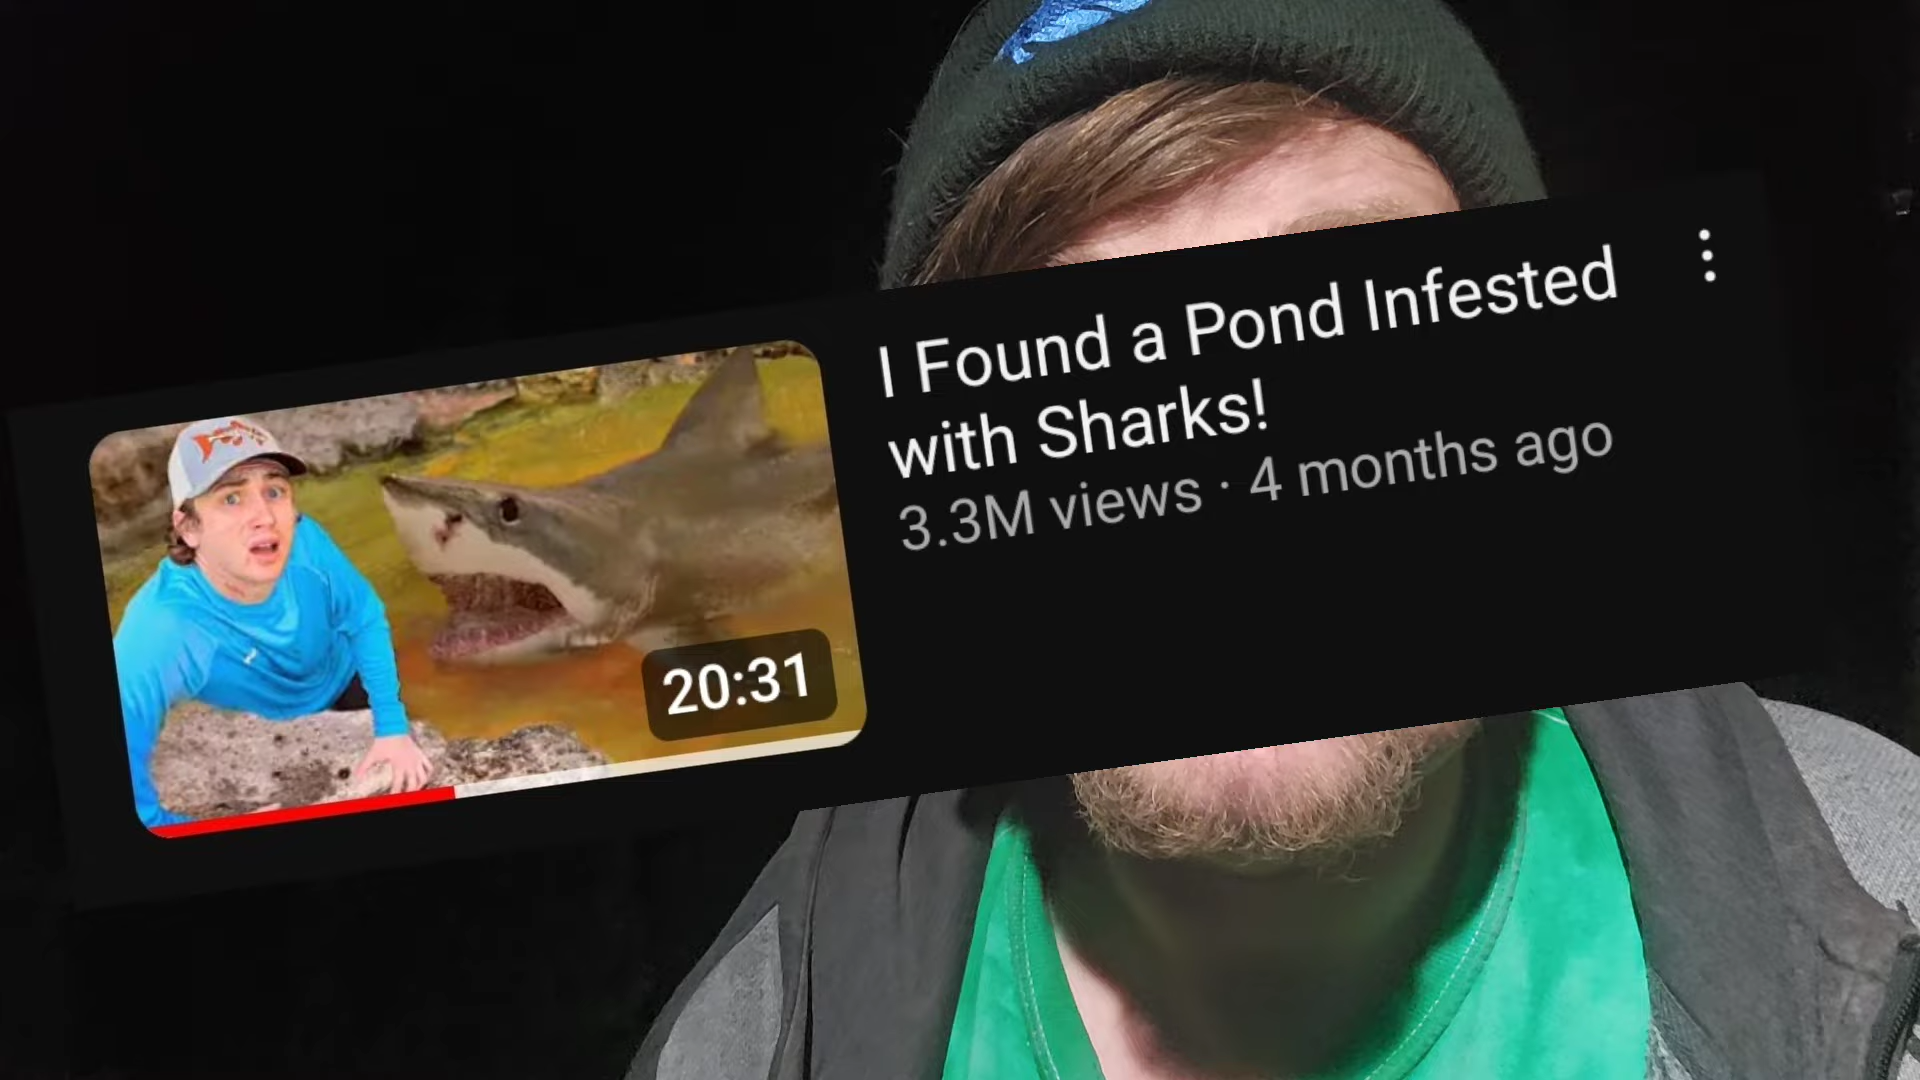 I Found a Pond Infested
with Sharks!
3.3M views · 4 months ago
20:31